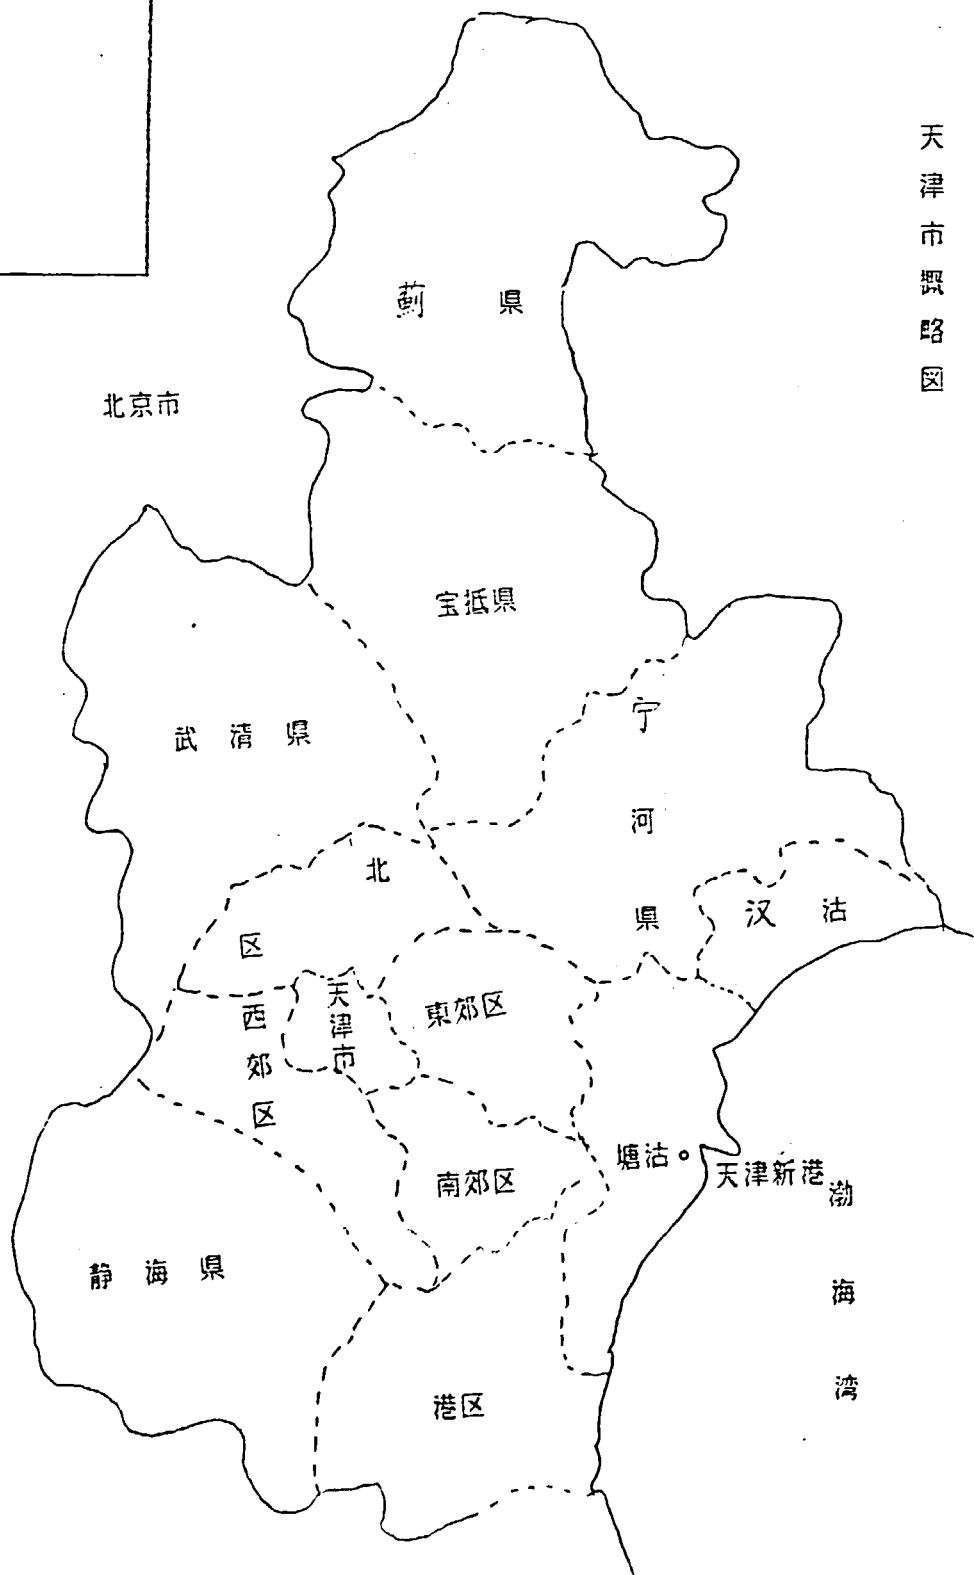 天津市概略図
薊県
北京市
宝抵県
武清県
宁河県
北区
汉沽
天津市
東郊区
西郊区
塘沽
天津新港
南郊区
渤海湾
静海県
港区